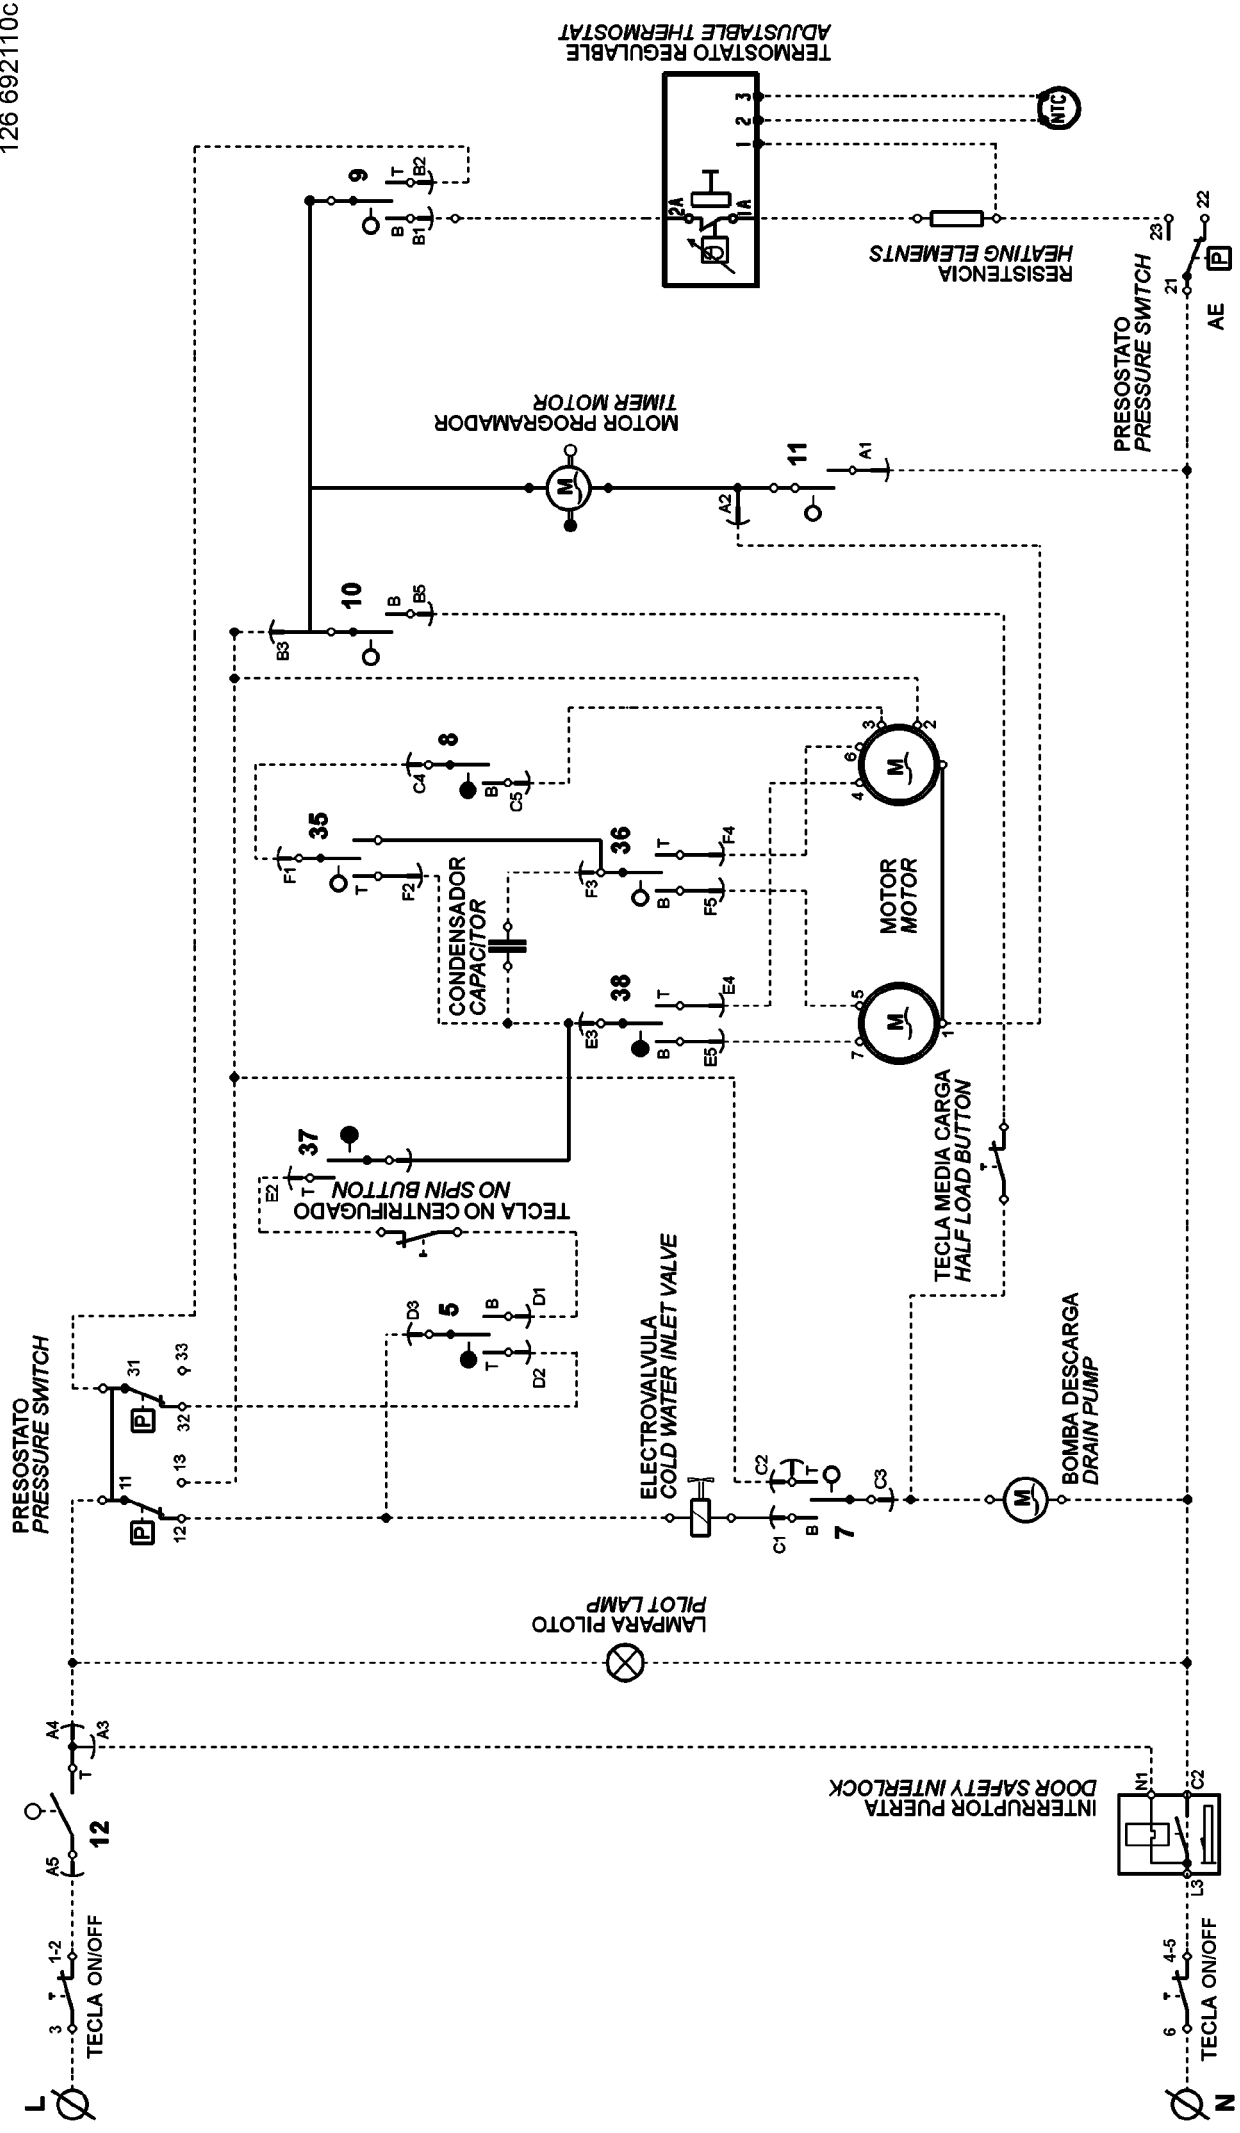 126 692110c
L
3
1-2
TECLA ON/OFF
A5
12
T
A4
A3
PRESOSTATO
PRESSURE SWITCH
P
11
12
13
P
31
32
33
D3
5
T
B
D2
D1
TECLA NO CENTRIFUGADO
NO SPIN BUTTON
E2
T
37
LAMPARA PILOTO
PILOT LAMP
ELECTROVALVULA
COLD WATER INLET VALVE
C1
C2
B
T
7
C3
M
BOMBA DESCARGA
DRAIN PUMP
TECLA MEDIA CARGA
HALF LOAD BUTTON
CONDENSADOR
CAPACITOR
F1
35
T
F2
C4
8
B
C5
E3
38
B
T
E5
E4
F3
36
B
T
F5
F4
7
5
M
1
MOTOR
MOTOR
4
6
3
2
M
B3
10
B
B5
MOTOR PROGRAMADOR
TIMER MOTOR
M
A2
11
A1
9
B
T
B1
B2
TERMOSTATO REGULABLE
ADJUSTABLE THERMOSTAT
2A
1A
1
2
3
NTC
RESISTENCIA
HEATING ELEMENTS
PRESOSTATO
PRESSURE SWITCH
21
23
22
P
AE
INTERRUPTOR PUERTA
DOOR SAFETY INTERLOCK
N1
C2
L3
N
6
4-5
TECLA ON/OFF